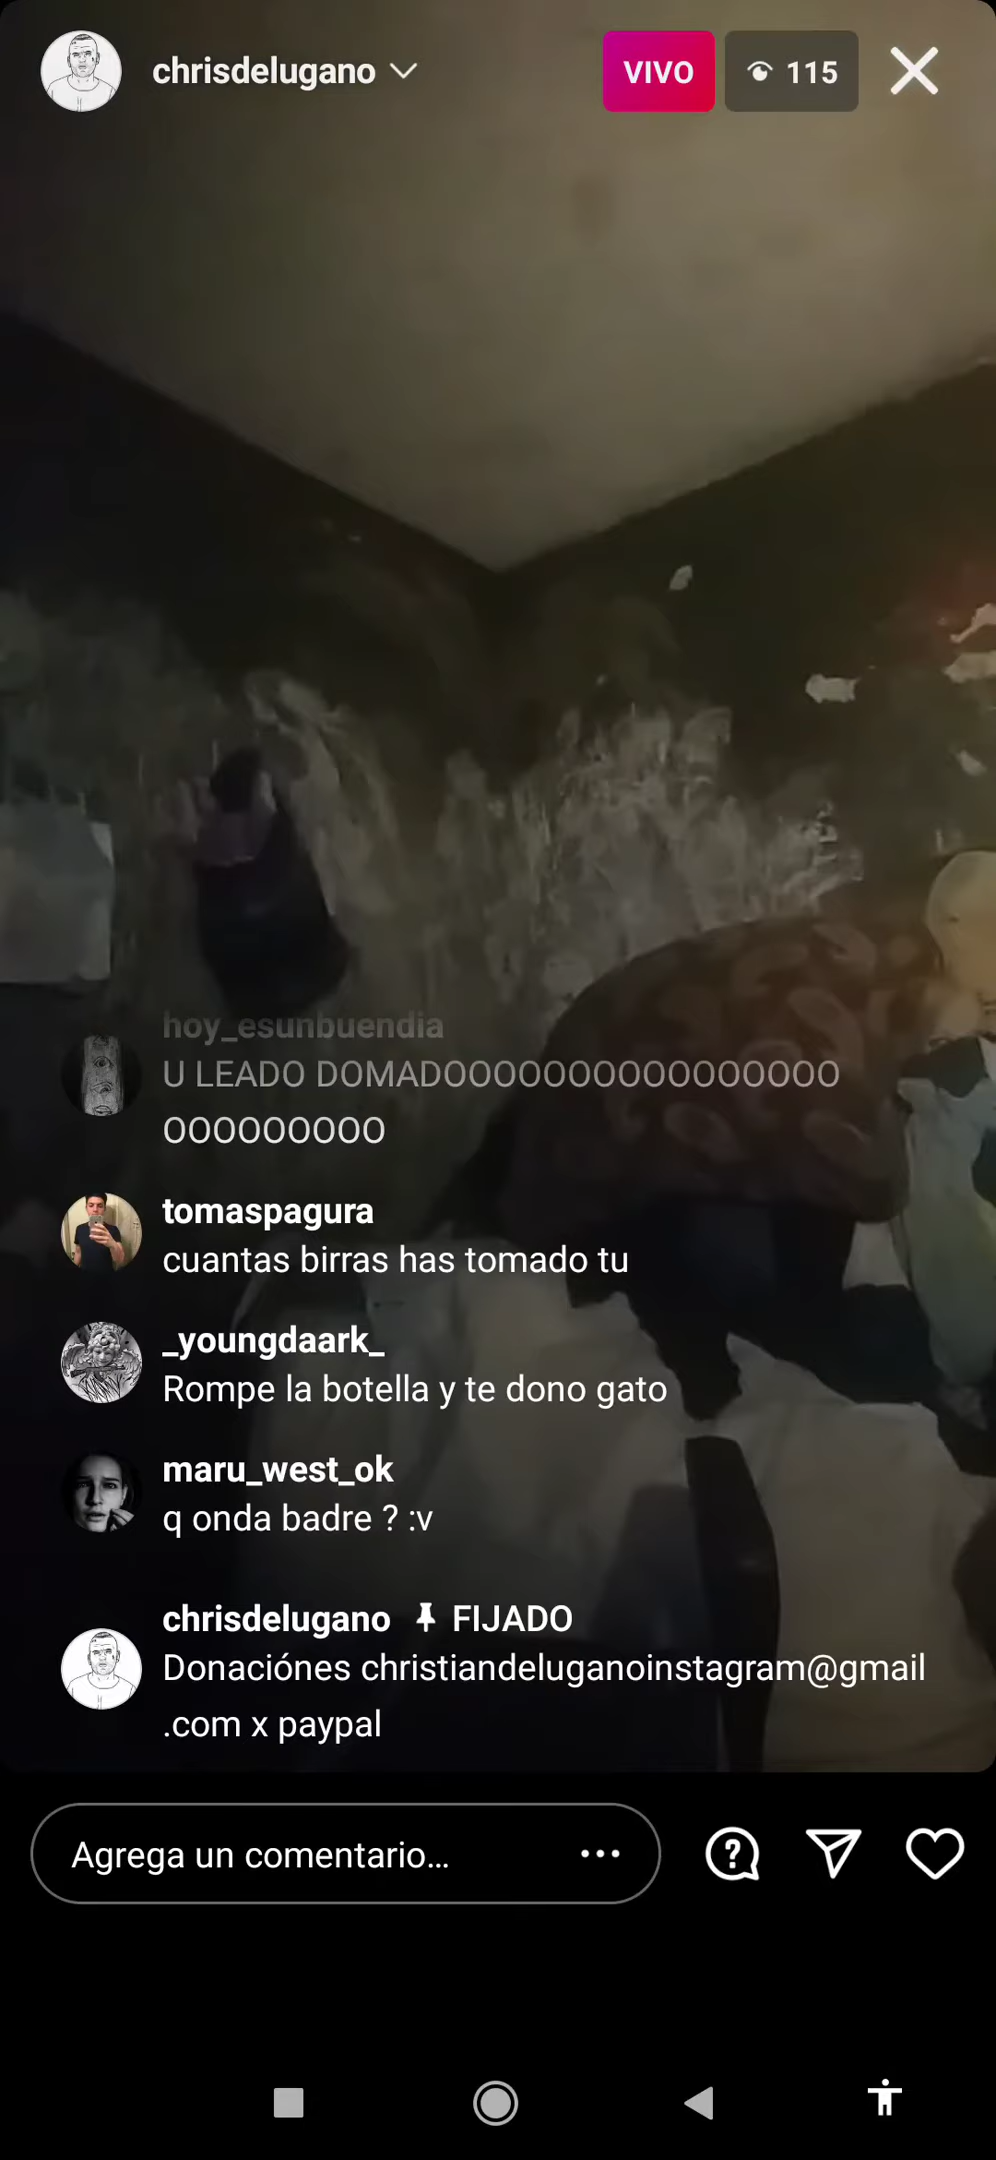 chrisdelugano
VIVO
115
hoy_esunbuendia
U LEADO DOMADOOOOOOOOOOOOOOOO
OOOOOOOOO
tomaspagura
cuantas birras has tomado tu
_youngdaark_
Rompe la botella y te dono gato
maru_west_ok
q onda badre ? :v
chrisdelugano FIJADO
Donaciónes christiandeluganoinstagram@gmail
.com x paypal
Agrega un comentario...